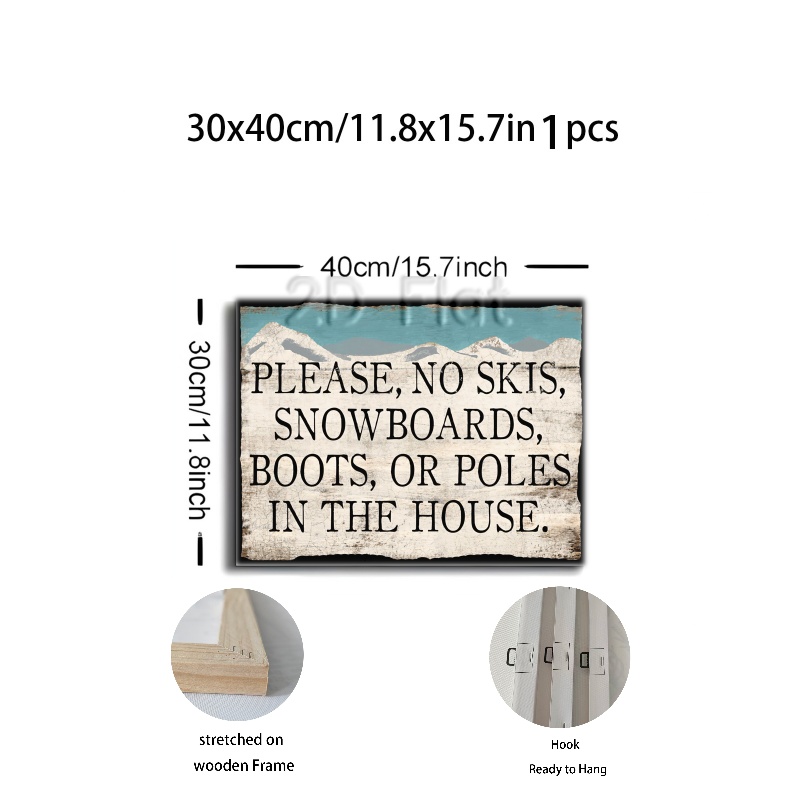 30x40cm/11.8x15.7in 1 pcs
40cm/15.7inch
2D Flat
30cm/11.8inch
PLEASE, NO SKIS,
SNOWBOARDS,
BOOTS, OR POLES
IN THE HOUSE.
stretched on
wooden Frame
Hook
Ready to Hang